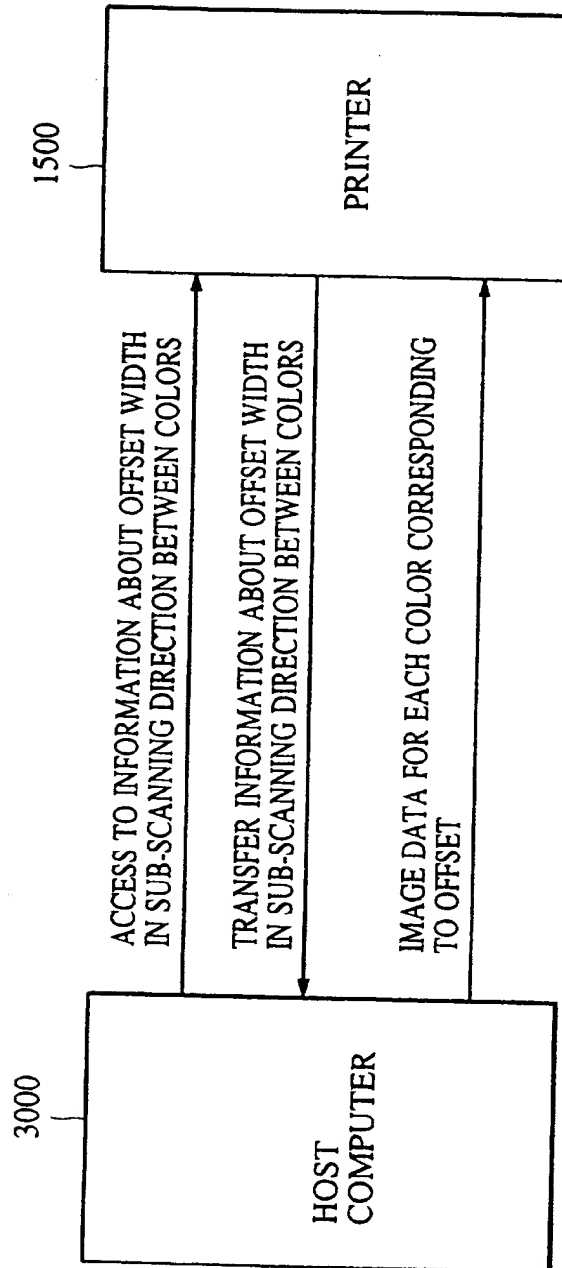 3000
HOST
COMPUTER
ACCESS TO INFORMATION ABOUT OFFSET WIDTH
IN SUB-SCANNING DIRECTION BETWEEN COLORS
TRANSFER INFORMATION ABOUT OFFSET WIDTH
IN SUB-SCANNING DIRECTION BETWEEN COLORS
IMAGE DATA FOR EACH COLOR CORRESPONDING
TO OFFSET
1500
PRINTER